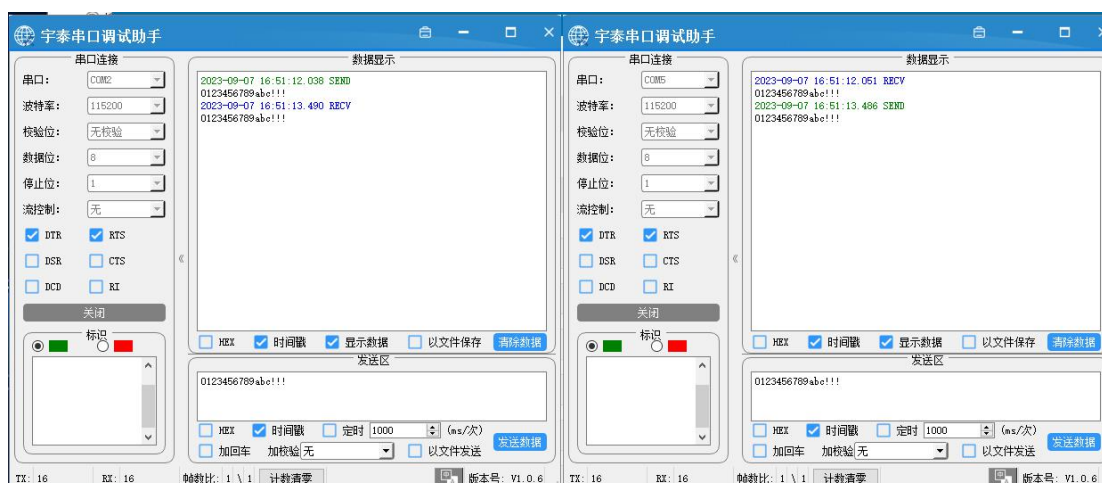 宇泰串口调试助手
串口连接
串口: COM2
波特率: 115200
校验位: 无校验
数据位: 8
停止位: 1
流控制: 无
DTR RTS
DSR CTS
DCD RI
关闭
标识
数据显示
2023-09-07 16:51:12.038 SEND
0123456789abc!!!
2023-09-07 16:51:13.490 RECV
0123456789abc!!!
HEX 时间戳 显示数据 以文件保存 清除数据
发送区
0123456789abc!!!
HEX 时间戳 定时 1000 (ms/次)
加回车 加校验 无 以文件发送 发送数据
TX: 16 RX: 16 帧数比: 1 \ 1 计数清零 版本号: V1.0.6
宇泰串口调试助手
串口连接
串口: COM5
波特率: 115200
校验位: 无校验
数据位: 8
停止位: 1
流控制: 无
DTR RTS
DSR CTS
DCD RI
关闭
标识
数据显示
2023-09-07 16:51:12.051 RECV
0123456789abc!!!
2023-09-07 16:51:13.486 SEND
0123456789abc!!!
HEX 时间戳 显示数据 以文件保存 清除数据
发送区
0123456789abc!!!
HEX 时间戳 定时 1000 (ms/次)
加回车 加校验 无 以文件发送 发送数据
TX: 16 RX: 16 帧数比: 1 \ 1 计数清零 版本号: V1.0.6